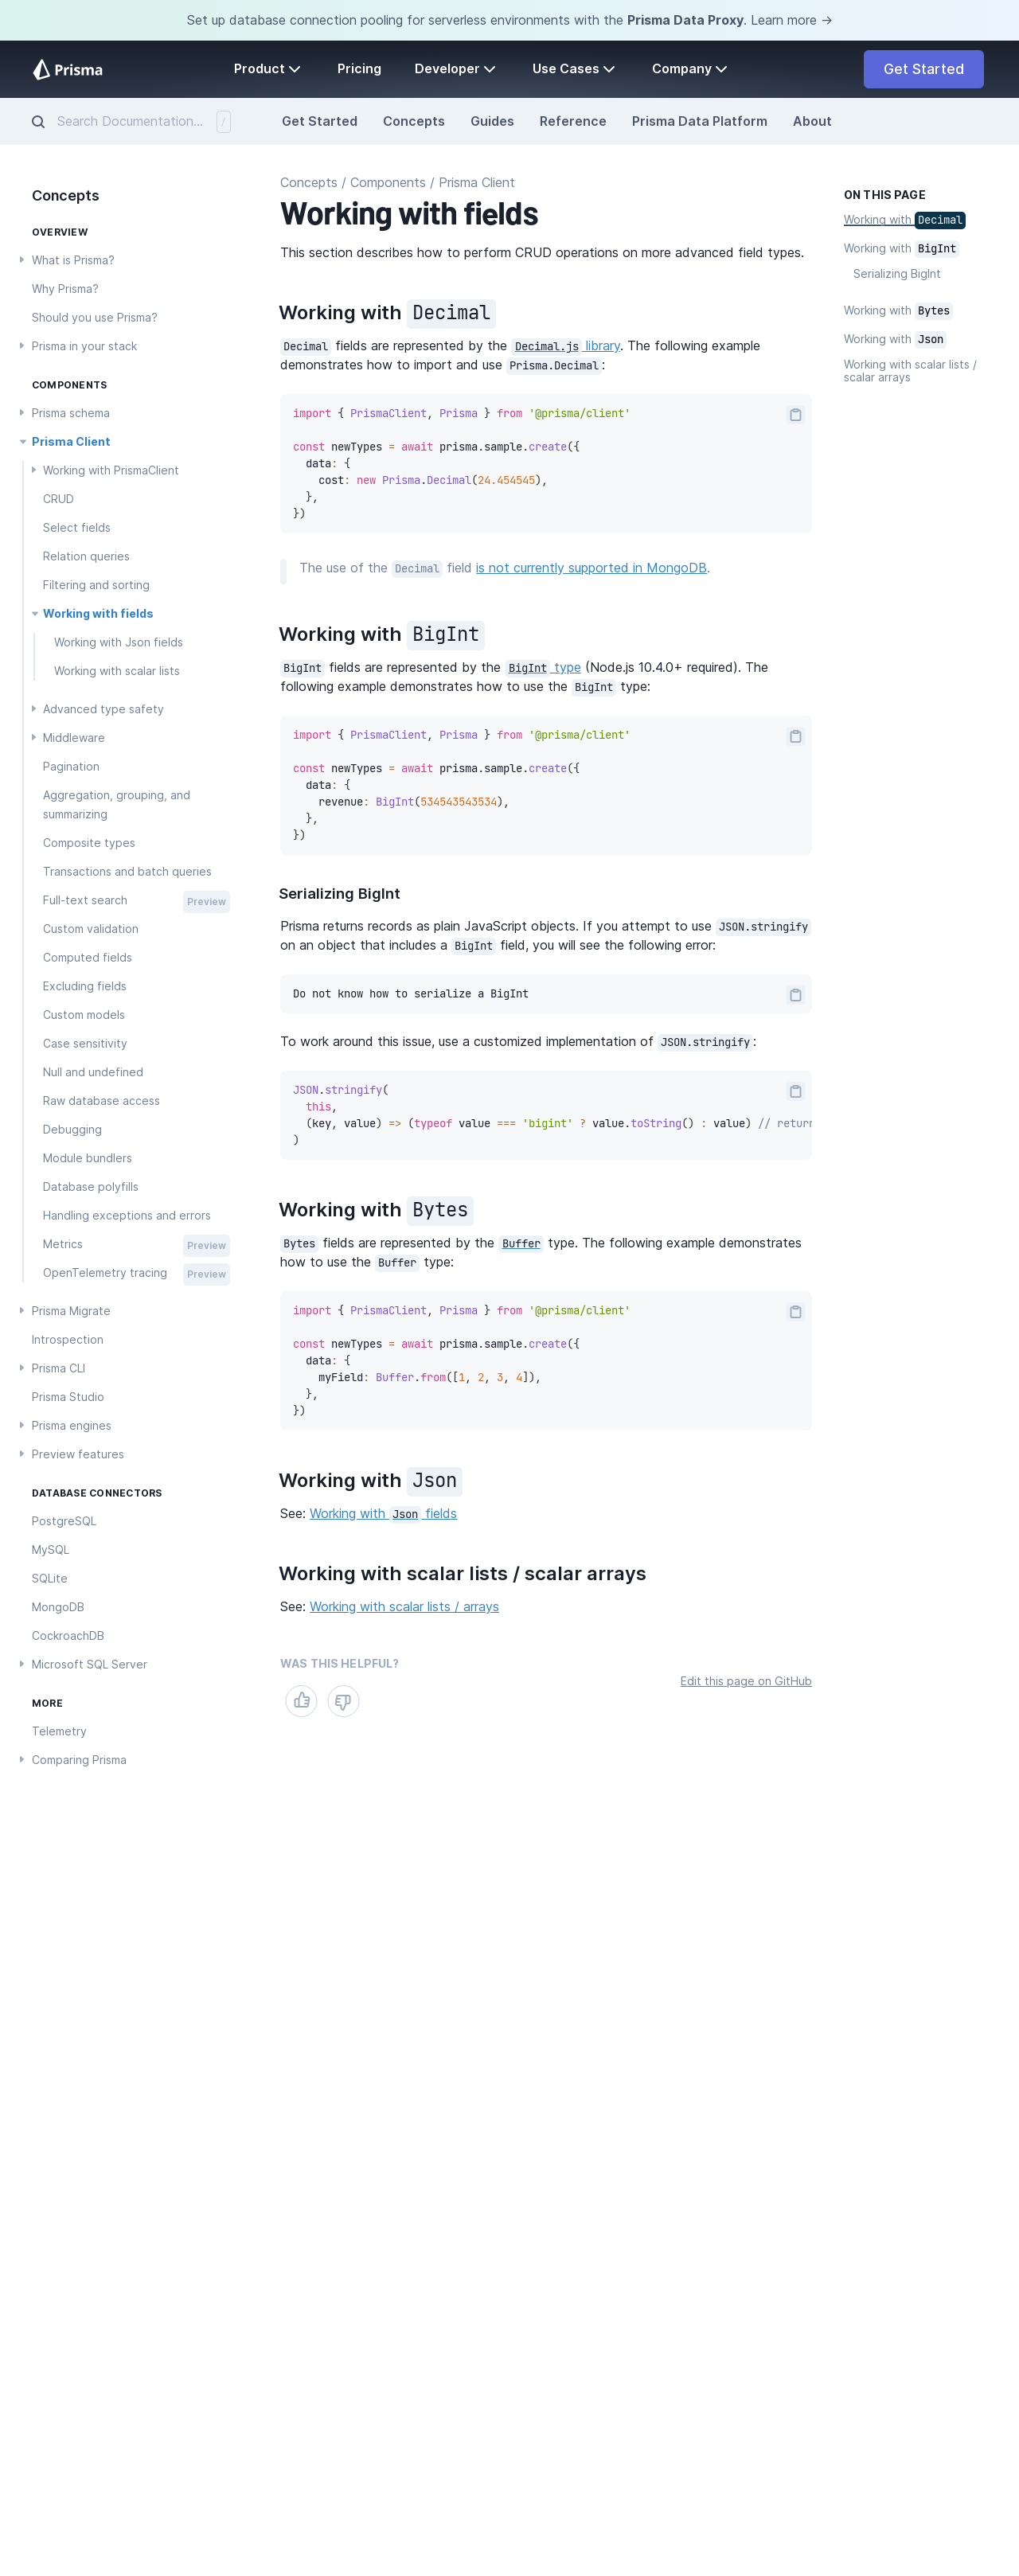 Set up database connection pooling for serverless environments with the Prisma Data Proxy. Learn more →
Prisma
Product
Pricing
Developer
Use Cases
Company
Get Started
Search Documentation...
/
Get Started
Concepts
Guides
Reference
Prisma Data Platform
About
Concepts
OVERVIEW
What is Prisma?
Why Prisma?
Should you use Prisma?
Prisma in your stack
COMPONENTS
Prisma schema
Prisma Client
Working with PrismaClient
CRUD
Select fields
Relation queries
Filtering and sorting
Working with fields
Working with Json fields
Working with scalar lists
Advanced type safety
Middleware
Pagination
Aggregation, grouping, and
summarizing
Composite types
Transactions and batch queries
Full-text search Preview
Custom validation
Computed fields
Excluding fields
Custom models
Case sensitivity
Null and undefined
Raw database access
Debugging
Module bundlers
Database polyfills
Handling exceptions and errors
Metrics Preview
OpenTelemetry tracing Preview
Prisma Migrate
Introspection
Prisma CLI
Prisma Studio
Prisma engines
Preview features
DATABASE CONNECTORS
PostgreSQL
MySQL
SQLite
MongoDB
CockroachDB
Microsoft SQL Server
MORE
Telemetry
Comparing Prisma
Concepts / Components / Prisma Client
Working with fields
This section describes how to perform CRUD operations on more advanced field types.
Working with Decimal
Decimal fields are represented by the Decimal.js library. The following example
demonstrates how to import and use Prisma.Decimal:
import { PrismaClient, Prisma } from '@prisma/client'
const newTypes = await prisma.sample.create({
  data: {
    cost: new Prisma.Decimal(24.454545),
  },
})
The use of the Decimal field is not currently supported in MongoDB.
Working with BigInt
BigInt fields are represented by the BigInt type (Node.js 10.4.0+ required). The
following example demonstrates how to use the BigInt type:
import { PrismaClient, Prisma } from '@prisma/client'
const newTypes = await prisma.sample.create({
  data: {
    revenue: BigInt(534543543534),
  },
})
Serializing BigInt
Prisma returns records as plain JavaScript objects. If you attempt to use JSON.stringify
on an object that includes a BigInt field, you will see the following error:
Do not know how to serialize a BigInt
To work around this issue, use a customized implementation of JSON.stringify:
JSON.stringify(
  this,
  (key, value) => (typeof value === 'bigint' ? value.toString() : value) // return
)
Working with Bytes
Bytes fields are represented by the Buffer type. The following example demonstrates
how to use the Buffer type:
import { PrismaClient, Prisma } from '@prisma/client'
const newTypes = await prisma.sample.create({
  data: {
    myField: Buffer.from([1, 2, 3, 4]),
  },
})
Working with Json
See: Working with Json fields
Working with scalar lists / scalar arrays
See: Working with scalar lists / arrays
WAS THIS HELPFUL?
Edit this page on GitHub
ON THIS PAGE
Working with Decimal
Working with BigInt
Serializing BigInt
Working with Bytes
Working with Json
Working with scalar lists /
scalar arrays